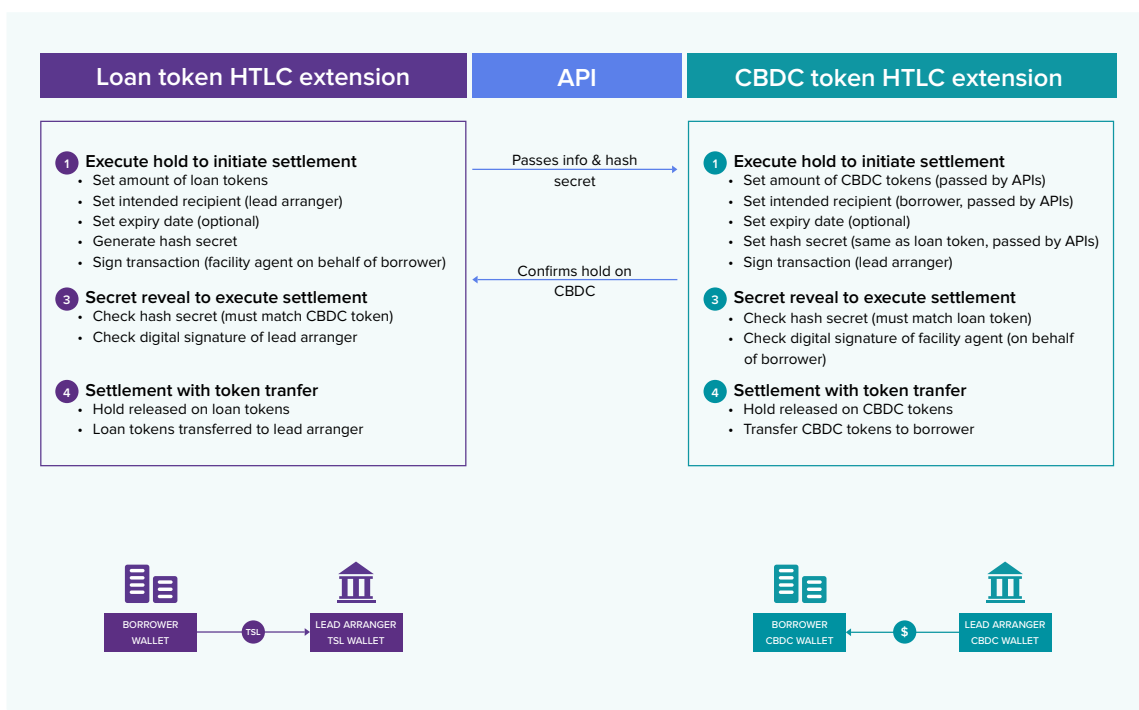 Loan token HTLC extension
API
CBDC token HTLC extension
1 Execute hold to initiate settlement
• Set amount of loan tokens
• Set intended recipient (lead arranger)
• Set expiry date (optional)
• Generate hash secret
• Sign transaction (facility agent on behalf of borrower)
3 Secret reveal to execute settlement
• Check hash secret (must match CBDC token)
• Check digital signature of lead arranger
4 Settlement with token tranfer
• Hold released on loan tokens
• Loan tokens transferred to lead arranger
Passes info & hash
secret
Confirms hold on
CBDC
1 Execute hold to initiate settlement
• Set amount of CBDC tokens (passed by APIs)
• Set intended recipient (borrower, passed by APIs)
• Set expiry date (optional)
• Set hash secret (same as loan token, passed by APIs)
• Sign transaction (lead arranger)
3 Secret reveal to execute settlement
• Check hash secret (must match loan token)
• Check digital signature of facility agent (on behalf
of borrower)
4 Settlement with token tranfer
• Hold released on CBDC tokens
• Transfer CBDC tokens to borrower
BORROWER
WALLET
TSL
LEAD ARRANGER
TSL WALLET
BORROWER
CBDC WALLET
$
LEAD ARRANGER
CBDC WALLET